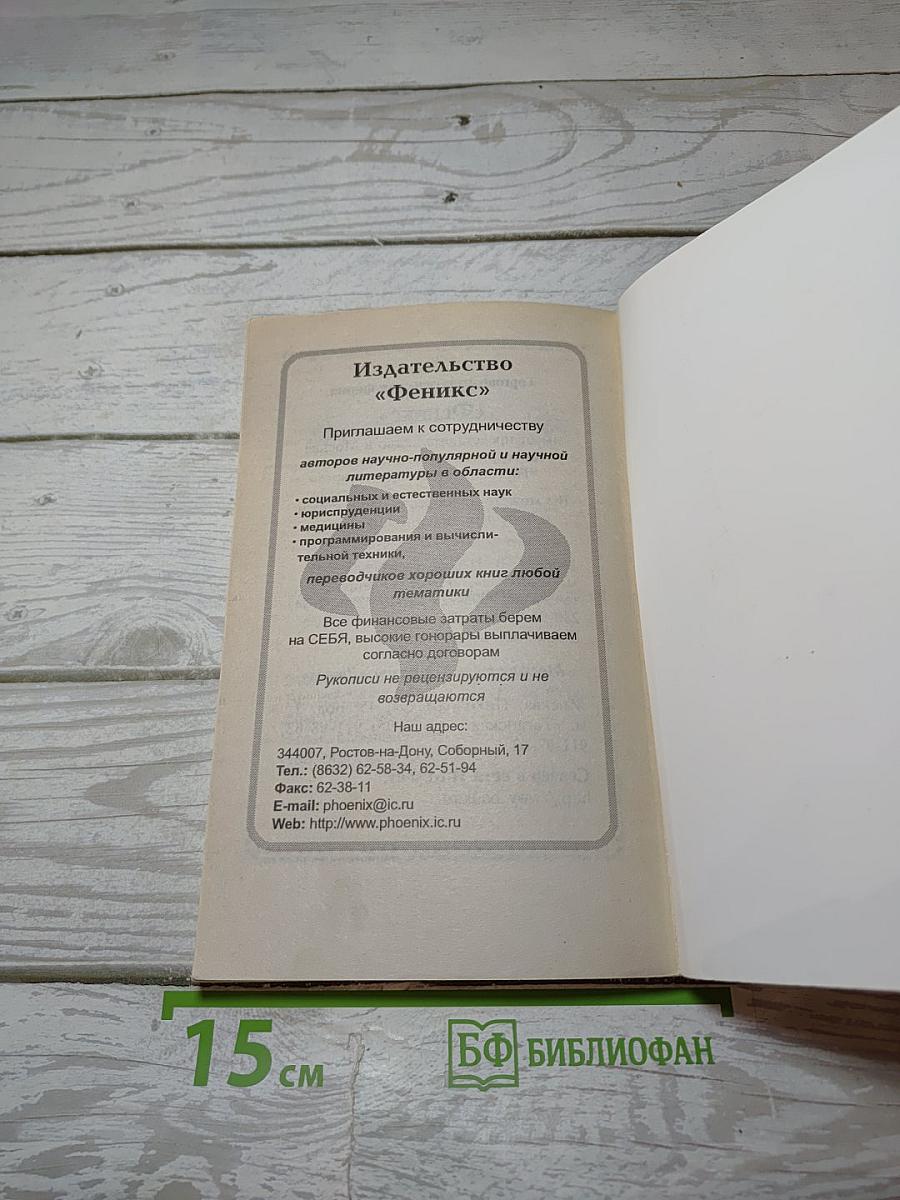 Издательство
«Феникс»
Приглашаем к сотрудничеству
авторов научно-популярной и научной
литературы в области:
• социальных и естественных наук
• юриспруденции
• медицины
• программирования и вычисли-
тельной техники,
переводчиков хороших книг любой
тематики
Все финансовые затраты берем
на СЕБЯ, высокие гонорары выплачиваем
согласно договорам
Рукописи не рецензируются и не
возвращаются
Наш адрес:
344007, Ростов-на-Дону, Соборный, 17
Тел.: (8632) 62-58-34, 62-51-94
Факс: 62-38-11
E-mail: phoenix@ic.ru
Web: http://www.phoenix.ic.ru
15 см
БФ БИБЛИОФАН